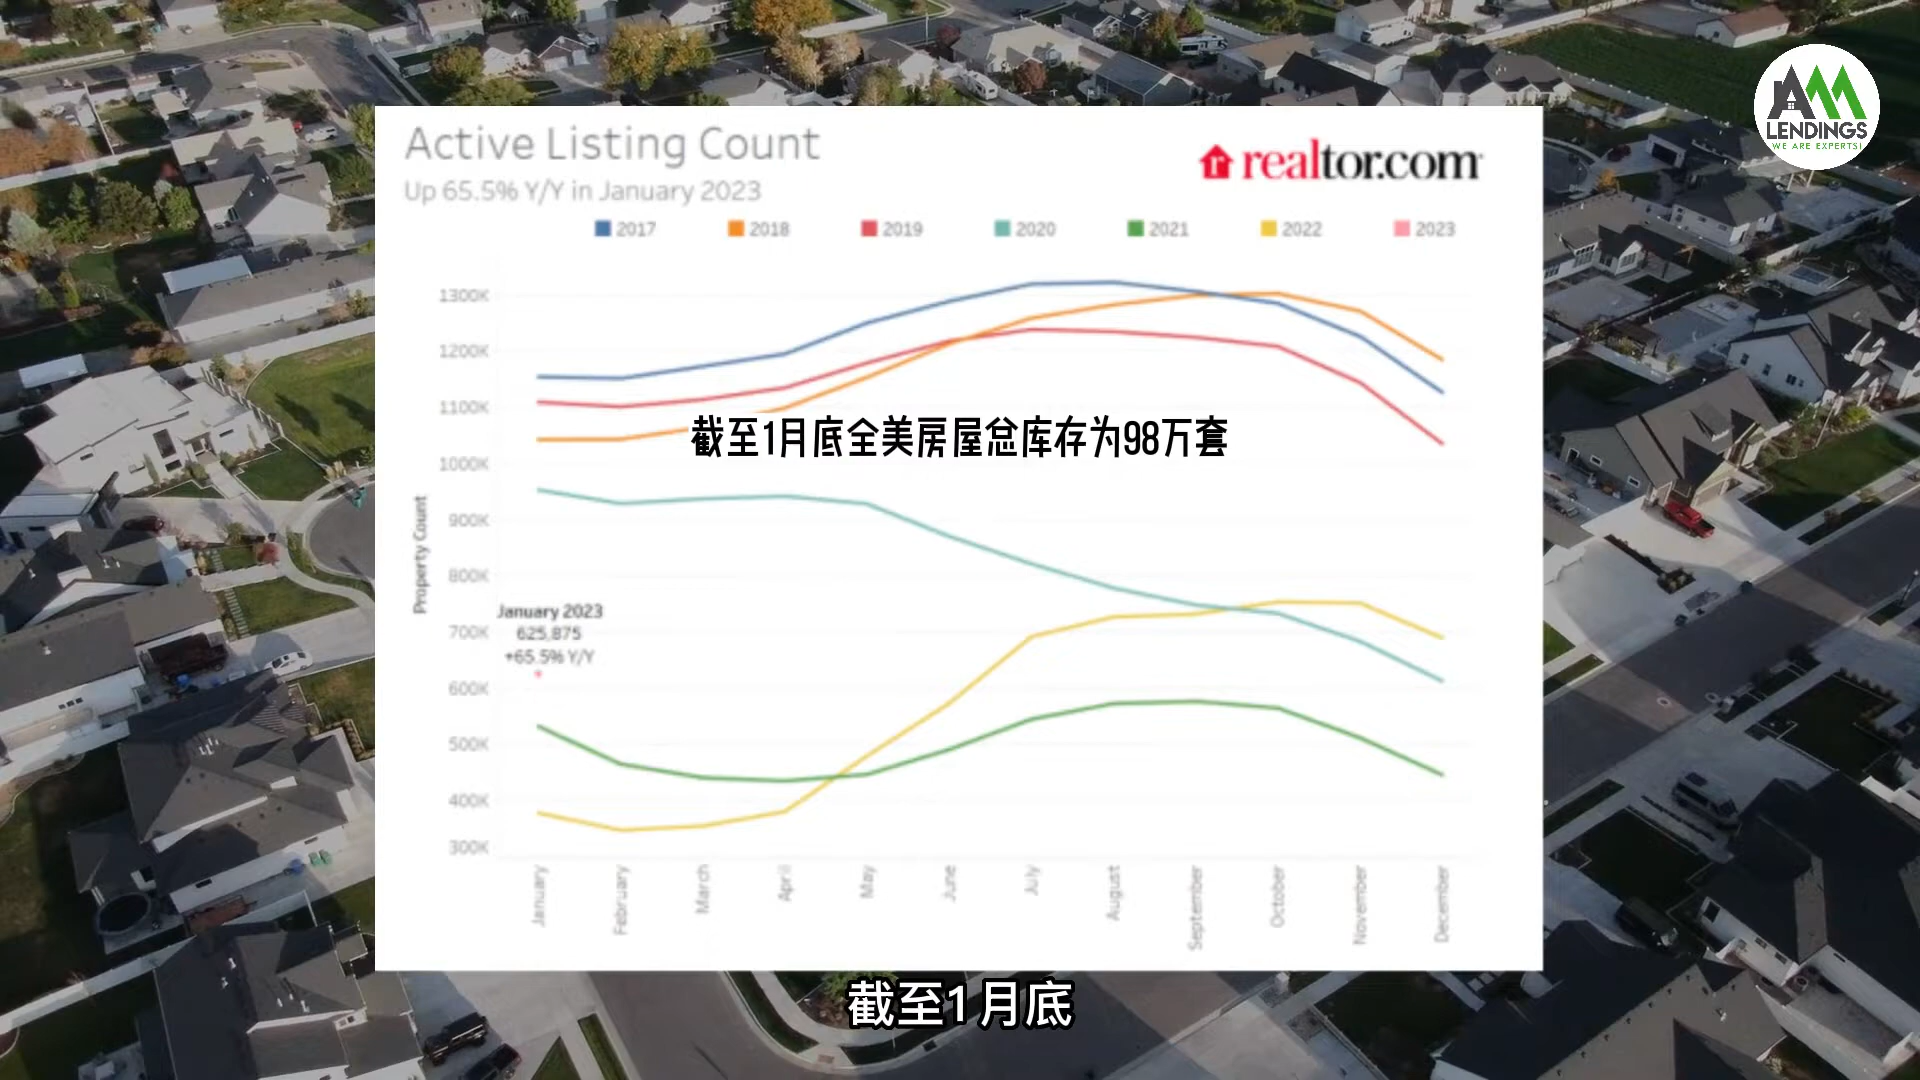 AM
LENDINGS
WE ARE EXPERTS!
Active Listing Count
Up 65.5% Y/Y in January 2023
realtor.com
2017 2018 2019 2020 2021 2022 2023
1300K
1200K
1100K
截至1月底全美房屋总库存为98万套
1000K
900K
Property Count
800K
January 2023
625,875
+65.5% Y/Y
700K
600K
500K
400K
300K
January February March April May June July August September October November December
截至1月底